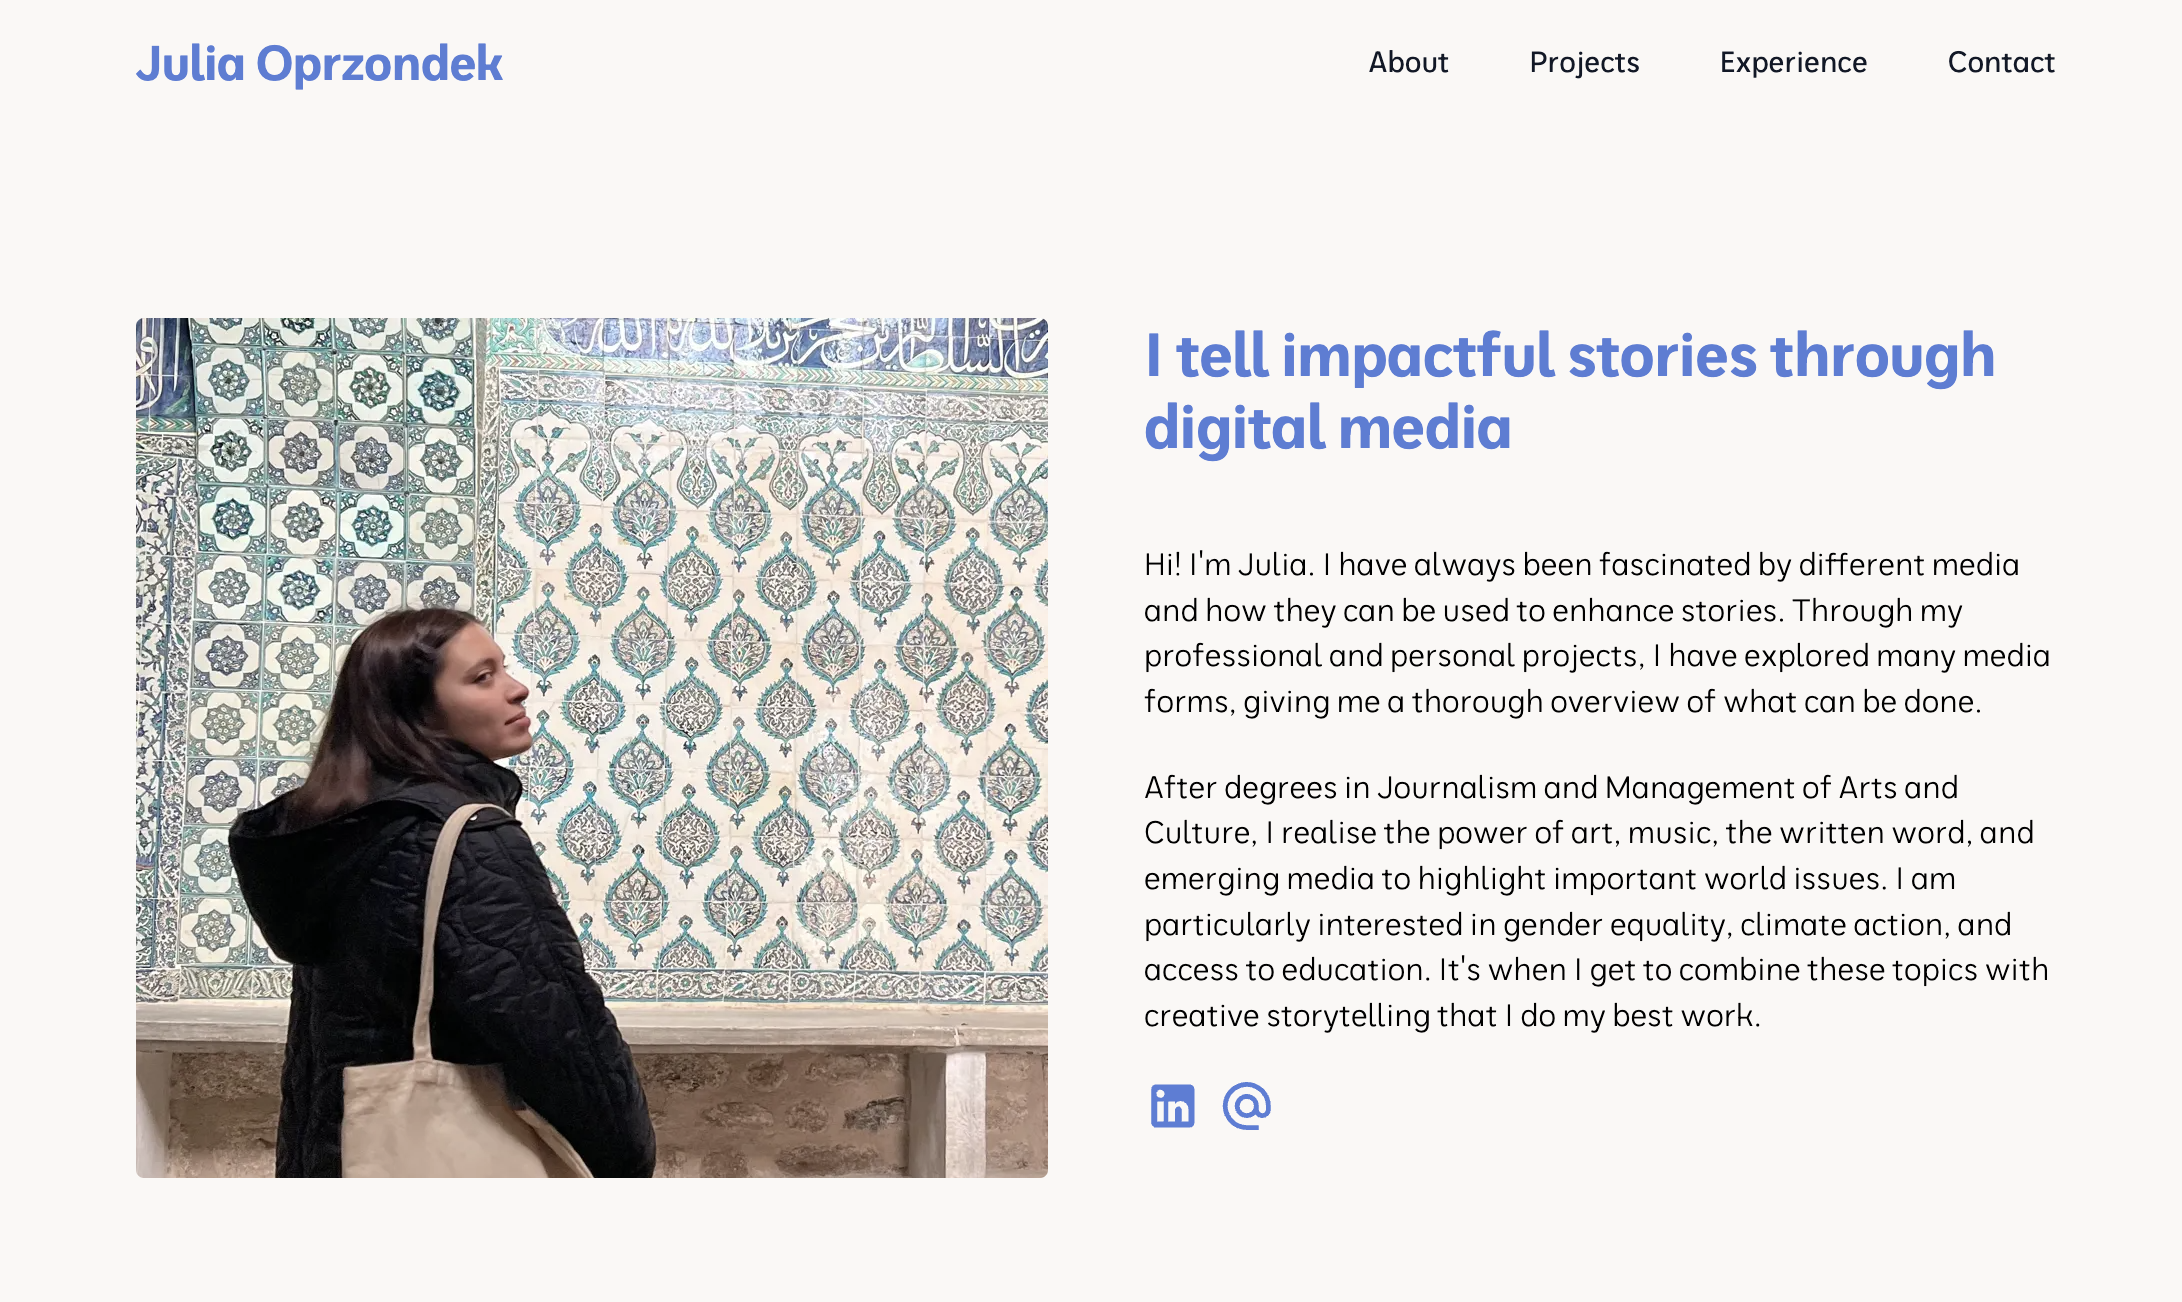 Julia Oprzondek
About Projects Experience Contact
I tell impactful stories through
digital media
Hi! I'm Julia. I have always been fascinated by different media
and how they can be used to enhance stories. Through my
professional and personal projects, I have explored many media
forms, giving me a thorough overview of what can be done.
After degrees in Journalism and Management of Arts and
Culture, I realise the power of art, music, the written word, and
emerging media to highlight important world issues. I am
particularly interested in gender equality, climate action, and
access to education. It's when I get to combine these topics with
creative storytelling that I do my best work.
in @